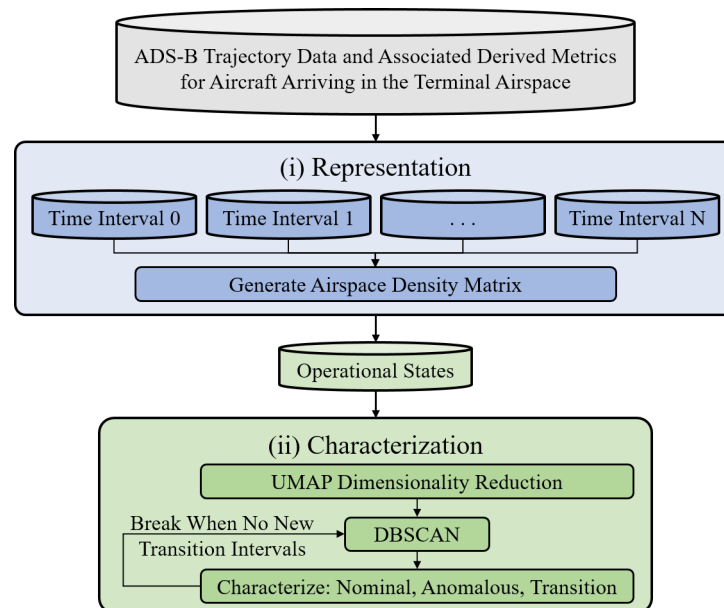 ADS-B Trajectory Data and Associated Derived Metrics
for Aircraft Arriving in the Terminal Airspace
(i) Representation
Time Interval 0
Time Interval 1
. . .
Time Interval N
Generate Airspace Density Matrix
Operational States
(ii) Characterization
UMAP Dimensionality Reduction
Break When No New
Transition Intervals
DBSCAN
Characterize: Nominal, Anomalous, Transition